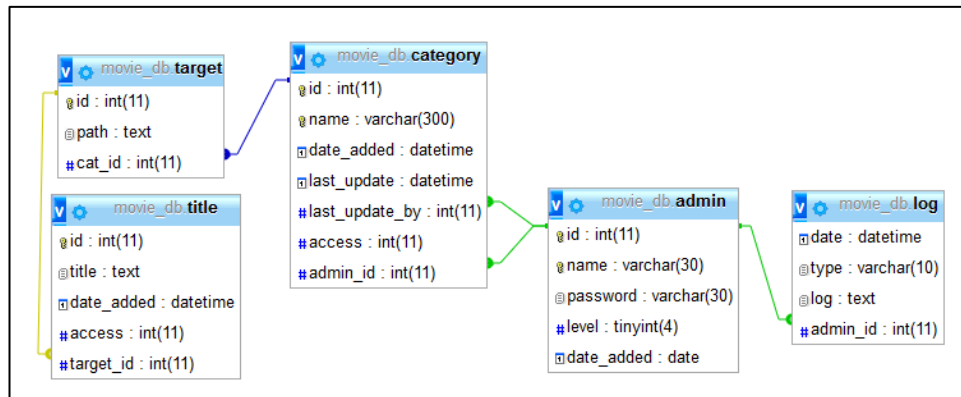 movie_db.target
id : int(11)
path : text
#cat_id : int(11)
movie_db.title
id : int(11)
title : text
date_added : datetime
#access : int(11)
#target_id : int(11)
movie_db.category
id : int(11)
name : varchar(300)
date_added : datetime
last_update : datetime
#last_update_by : int(11)
#access : int(11)
#admin_id : int(11)
movie_db.admin
id : int(11)
name : varchar(30)
password : varchar(30)
#level : tinyint(4)
date_added : date
movie_db.log
date : datetime
type : varchar(10)
log : text
#admin_id : int(11)